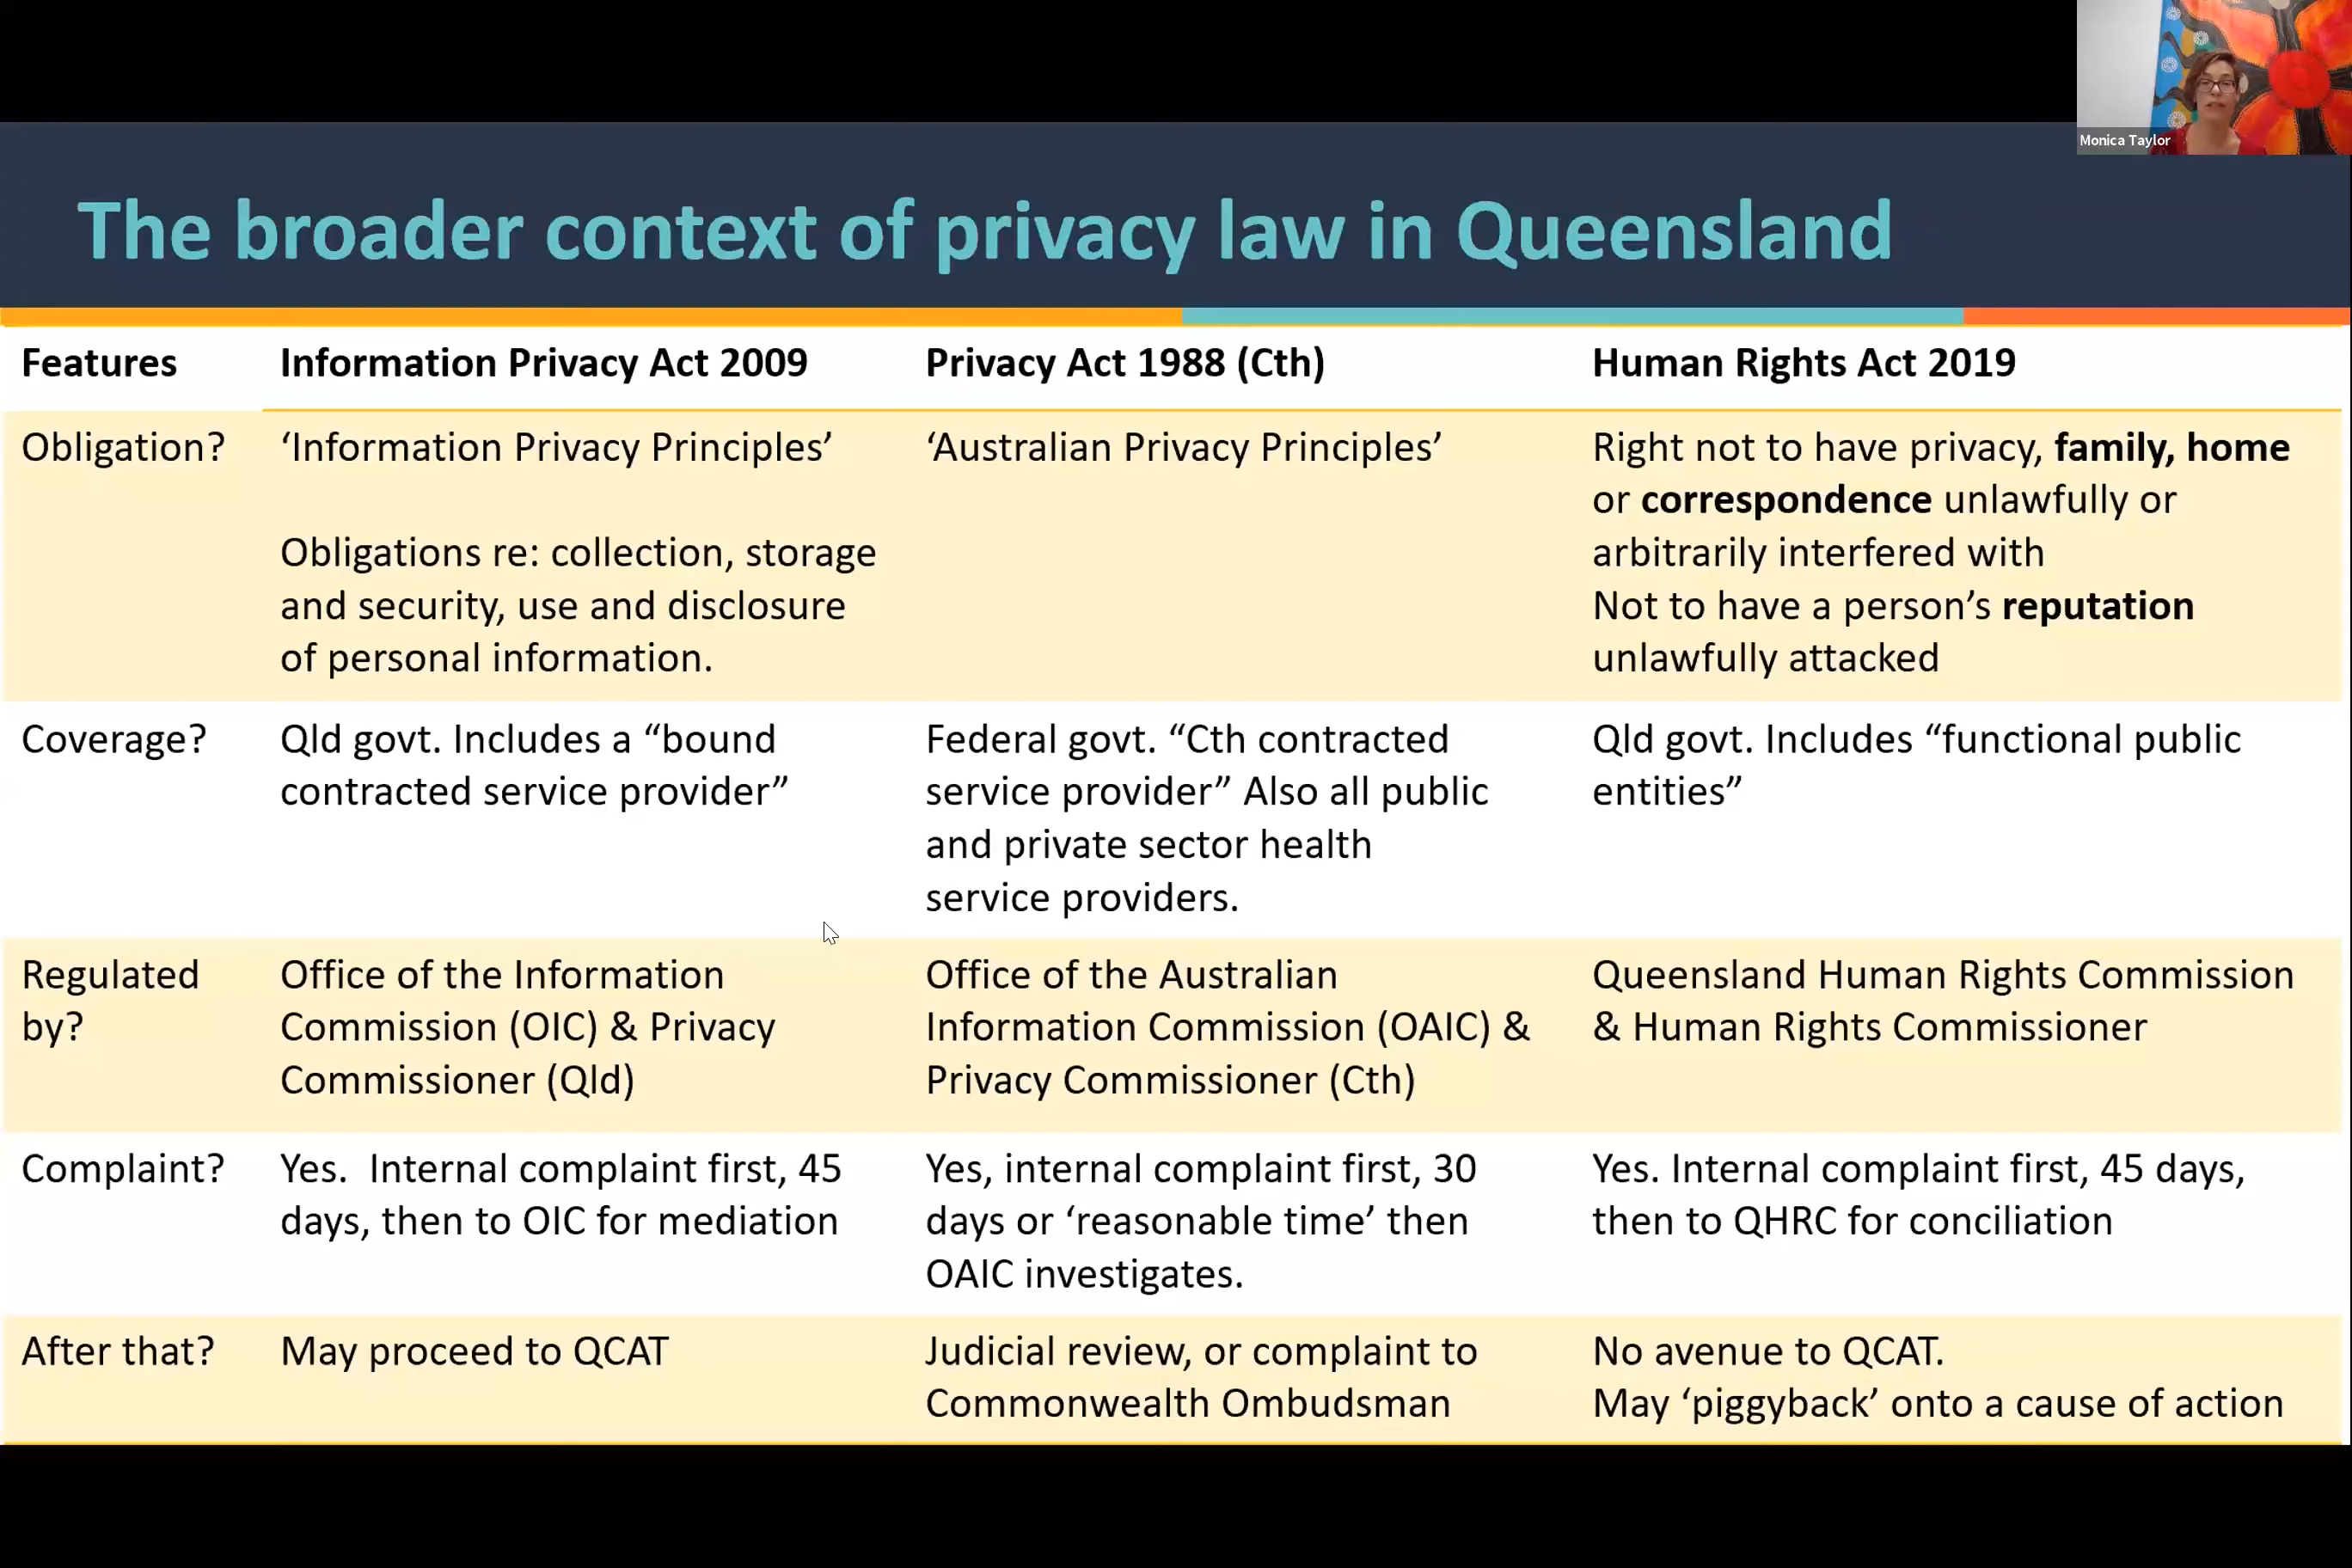 Monica Taylor
The broader context of privacy law in Queensland
Features
Information Privacy Act 2009
Privacy Act 1988 (Cth)
Human Rights Act 2019
Obligation?
‘Information Privacy Principles’
Obligations re: collection, storage
and security, use and disclosure
of personal information.
‘Australian Privacy Principles’
Right not to have privacy, family, home
or correspondence unlawfully or
arbitrarily interfered with
Not to have a person’s reputation
unlawfully attacked
Coverage?
Qld govt. Includes a “bound
contracted service provider”
Federal govt. “Cth contracted
service provider” Also all public
and private sector health
service providers.
Qld govt. Includes “functional public
entities”
Regulated
by?
Office of the Information
Commission (OIC) & Privacy
Commissioner (Qld)
Office of the Australian
Information Commission (OAIC) &
Privacy Commissioner (Cth)
Queensland Human Rights Commission
& Human Rights Commissioner
Complaint?
Yes.  Internal complaint first, 45
days, then to OIC for mediation
Yes, internal complaint first, 30
days or ‘reasonable time’ then
OAIC investigates.
Yes. Internal complaint first, 45 days,
then to QHRC for conciliation
After that?
May proceed to QCAT
Judicial review, or complaint to
Commonwealth Ombudsman
No avenue to QCAT.
May ‘piggyback’ onto a cause of action